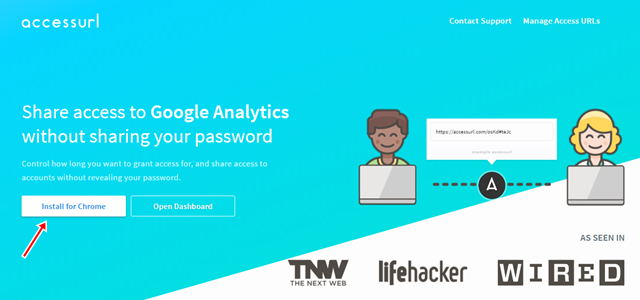 accessurl
Contact Support
Manage Access URLs
Share access to Google Analytics
without sharing your password
Control how long you want to grant access for, and share access to
accounts without revealing your password.
Install for Chrome
Open Dashboard
AS SEEN IN
TNW
THE NEXT WEB
lifehacker
WIRED